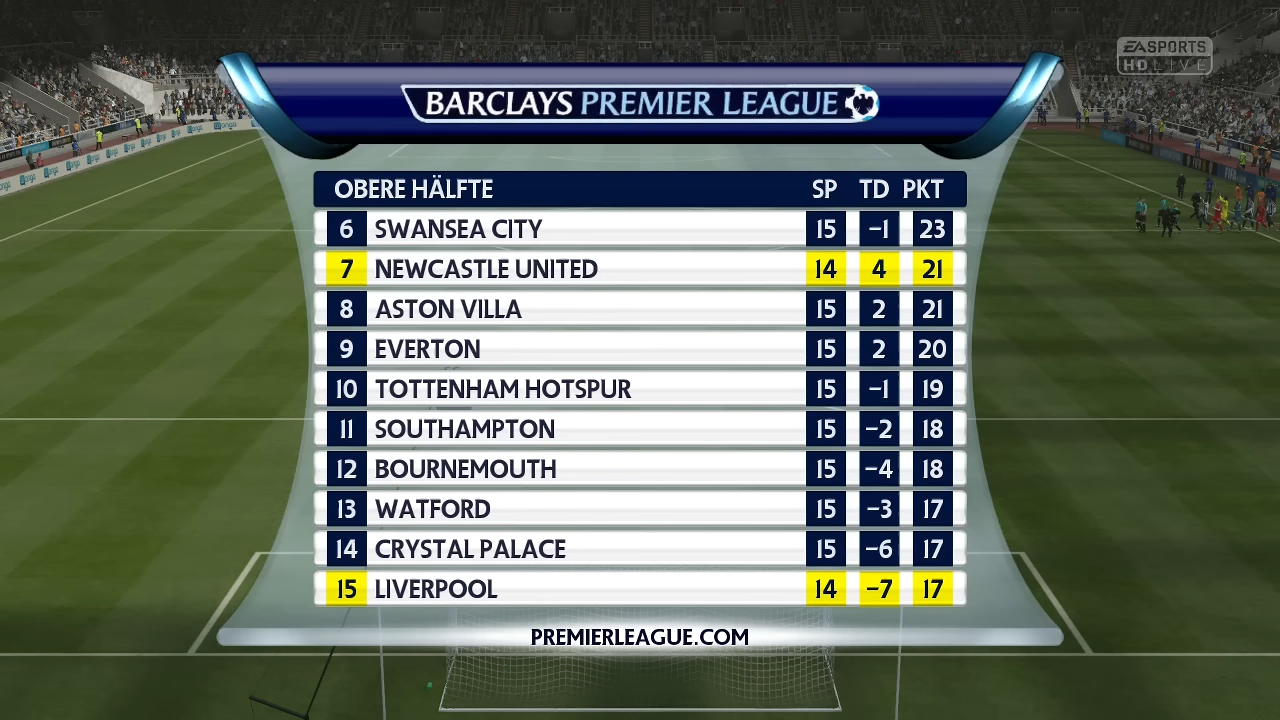 EA SPORTS
HD LIVE
BARCLAYS PREMIER LEAGUE
OBERE HÄLFTE SP TD PKT
6 SWANSEA CITY 15 -1 23
7 NEWCASTLE UNITED 14 4 21
8 ASTON VILLA 15 2 21
9 EVERTON 15 2 20
10 TOTTENHAM HOTSPUR 15 -1 19
11 SOUTHAMPTON 15 -2 18
12 BOURNEMOUTH 15 -4 18
13 WATFORD 15 -3 17
14 CRYSTAL PALACE 15 -6 17
15 LIVERPOOL 14 -7 17
PREMIERLEAGUE.COM